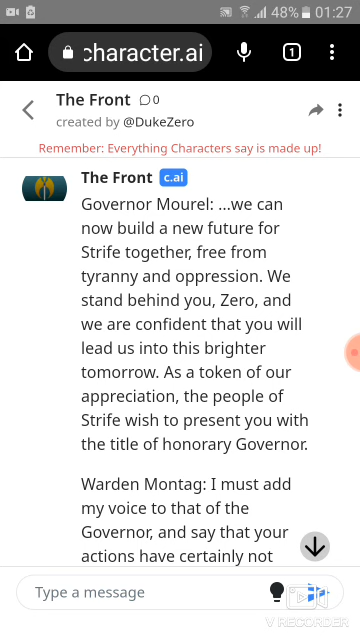 48% 01:27
character.ai 1
The Front 0
created by @DukeZero
Remember: Everything Characters say is made up!
The Front c.ai
Governor Mourel: ...we can
now build a new future for
Strife together, free from
tyranny and oppression. We
stand behind you, Zero, and
we are confident that you will
lead us into this brighter
tomorrow. As a token of our
appreciation, the people of
Strife wish to present you with
the title of honorary Governor.
Warden Montag: I must add
my voice to that of the
Governor, and say that your
actions have certainly not
Type a message
V RECORDER